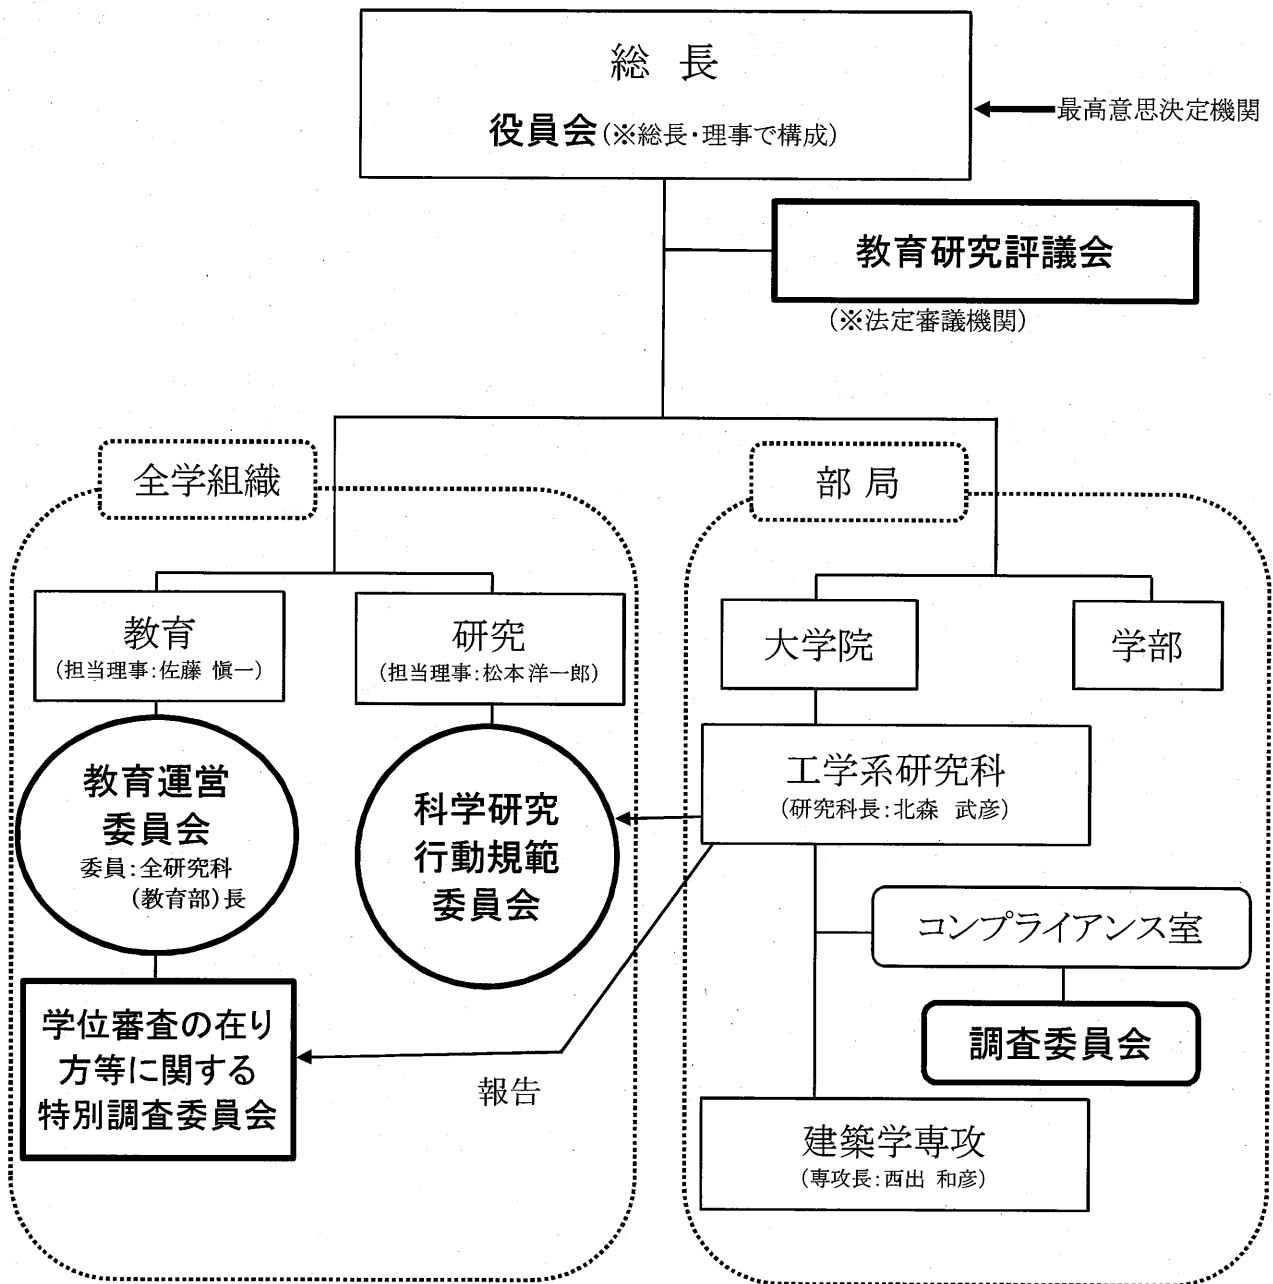 総 長
役員会(※総長・理事で構成)
最高意思決定機関
教育研究評議会
(※法定審議機関)
全学組織
教育
(担当理事:佐藤 愼一)
研究
(担当理事:松本 洋一郎)
教育運営
委員会
委員:全研究科
(教育部)長
科学研究
行動規範
委員会
学位審査の在り
方等に関する
特別調査委員会
報告
部 局
大学院
学部
工学系研究科
(研究科長:北森 武彦)
コンプライアンス室
調査委員会
建築学専攻
(専攻長:西出 和彦)